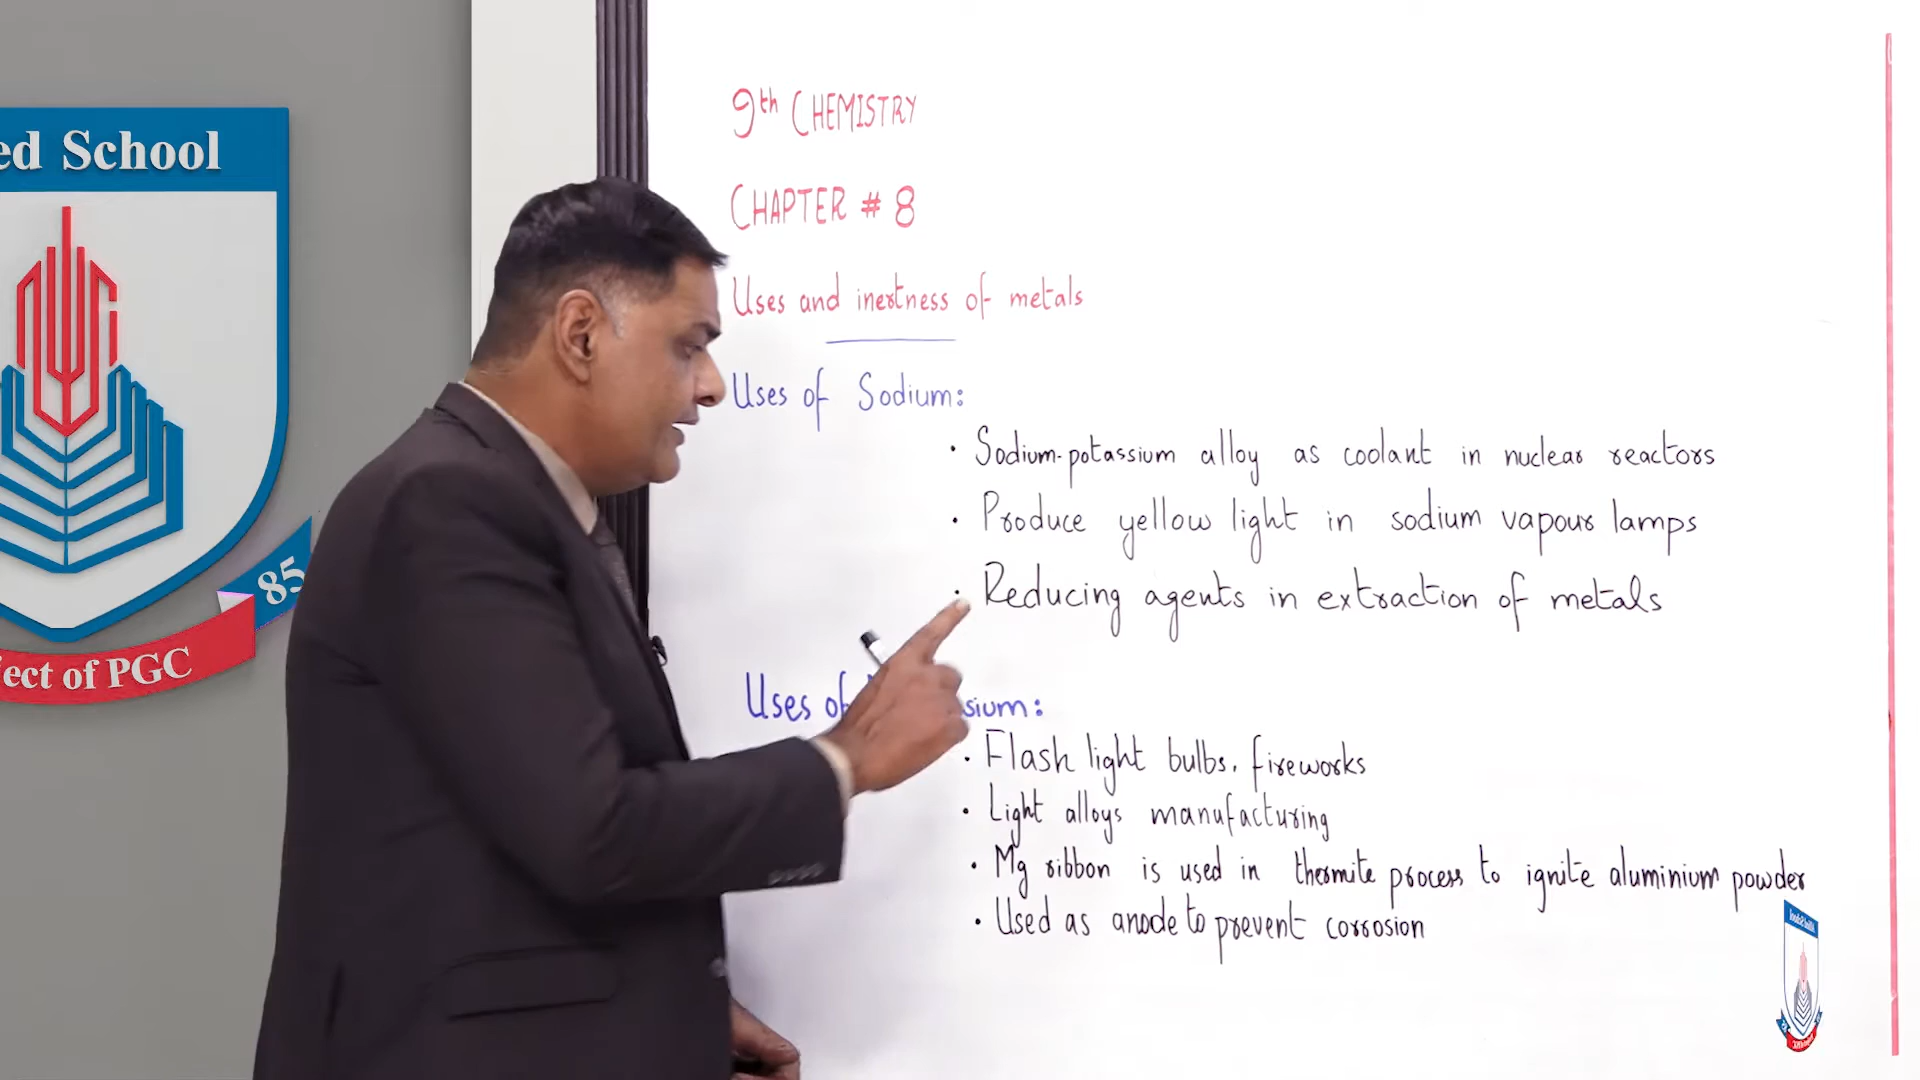 ed School
85
ject of PGC
9th CHEMISTRY
CHAPTER # 8
Uses and inertness of metals
Uses of Sodium:
· Sodium-potassium alloy as coolant in nuclear reactors
· Produce yellow light in sodium vapour lamps
· Reducing agents in extraction of metals
Uses of sium:
· Flash light bulbs, fireworks
· Light alloys manufacturing
· Mg ribbon is used in thermite process to ignite aluminium powder
· Used as anode to prevent corrosion